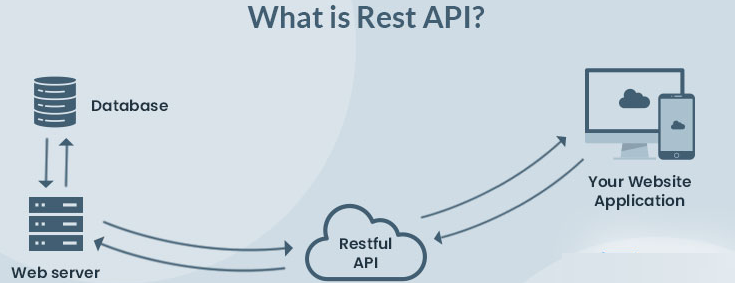 What is Rest API?
Database
Your Website
Application
Restful
API
Web server